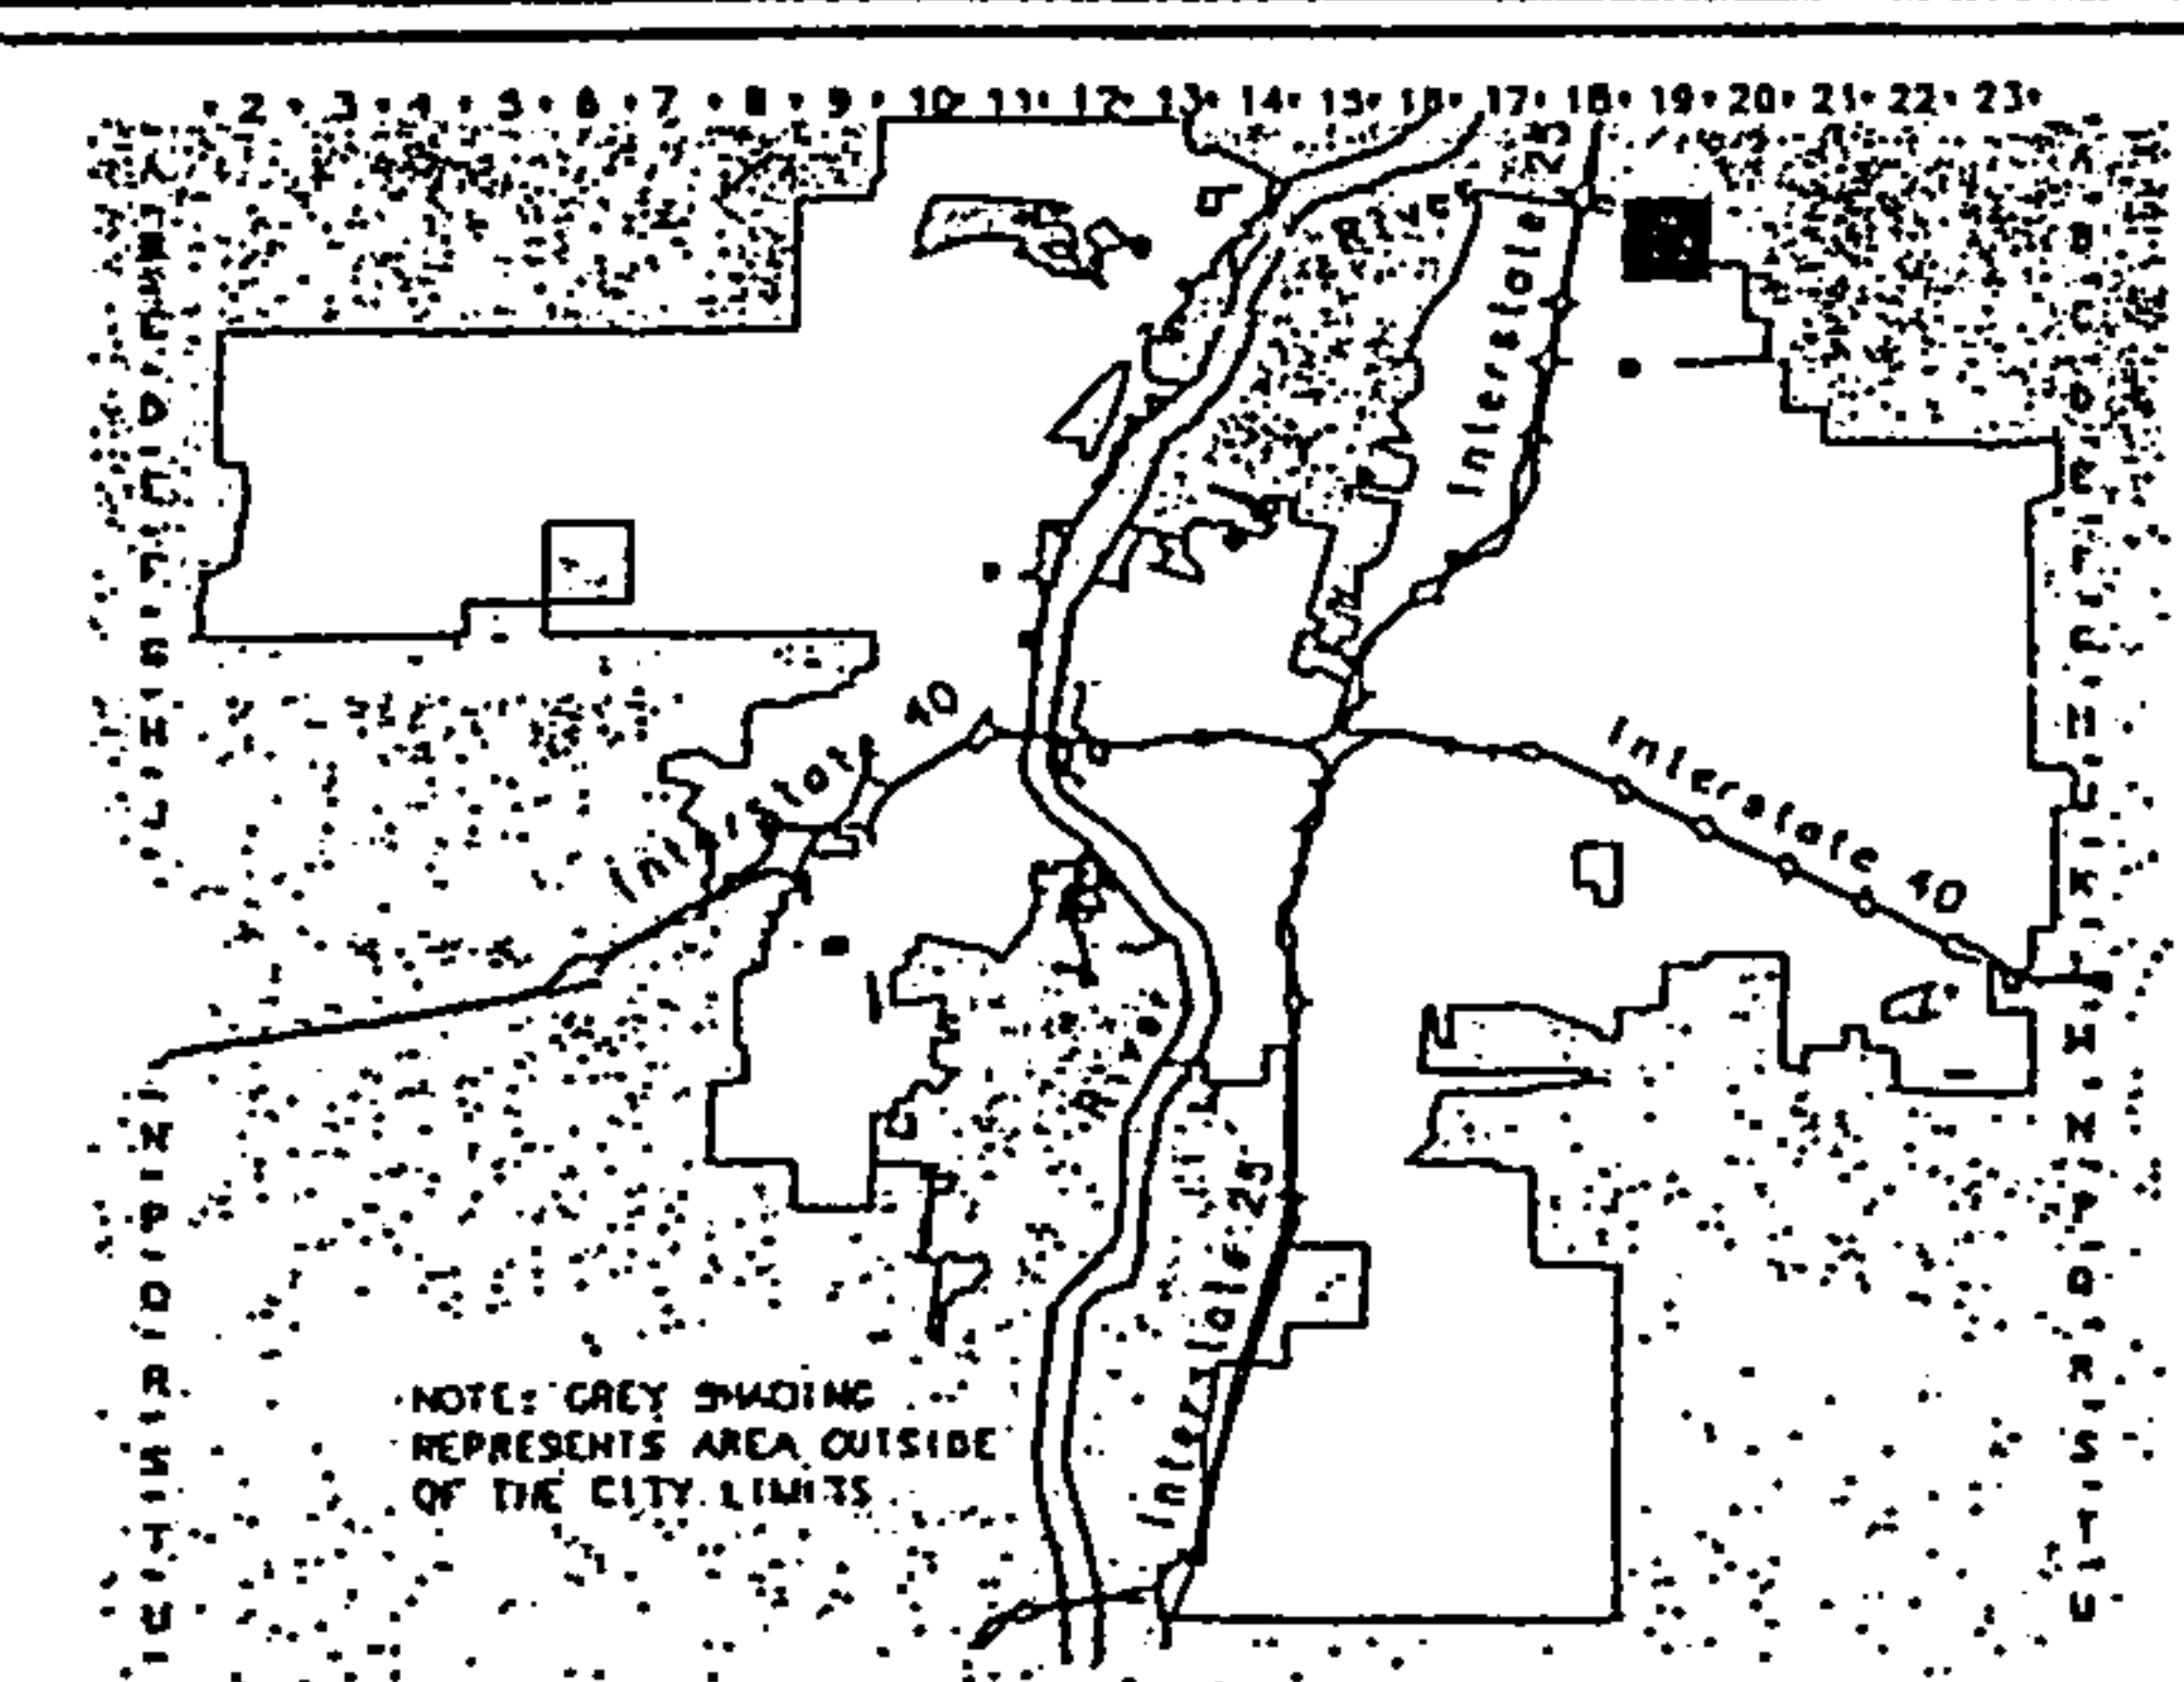 2 3 4 5 6 7 8 9 10 11 12 13 14 15 16 17 18 19 20 21 22 23
A A
B B
C C
D D
E E
F F
G G
H H
J J
K
M
N N
P P
Q Q
R R
S S
T T
U U
River
Interstate 25
Interstate 40
Interstate 40
Rio
Interstate 25
NOTE: GREY SHADING
REPRESENTS AREA OUTSIDE
OF THE CITY LIMITS